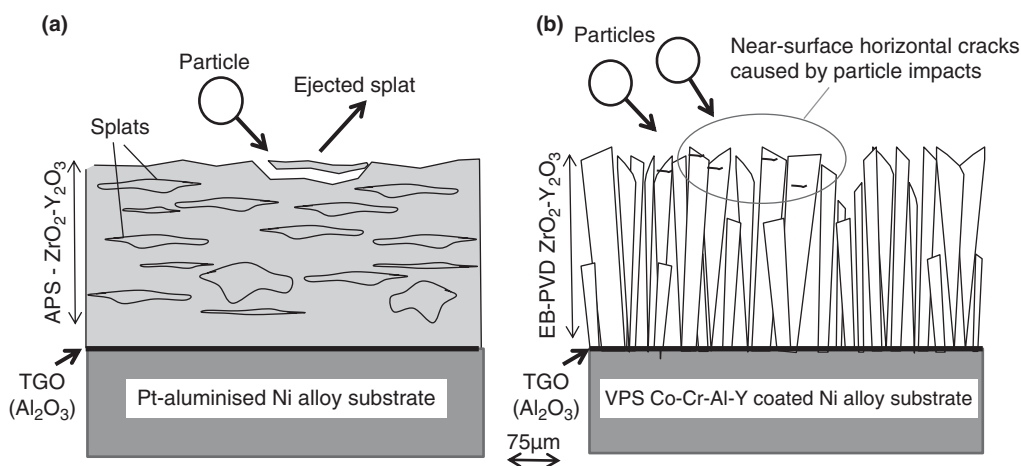 (a)
Particle
Ejected splat
Splats
APS - ZrO₂-Y₂O₃
TGO
(Al₂O₃)
Pt-aluminised Ni alloy substrate
(b)
Particles
Near-surface horizontal cracks
caused by particle impacts
EB-PVD ZrO₂-Y₂O₃
TGO
(Al₂O₃)
VPS Co-Cr-Al-Y coated Ni alloy substrate
75μm